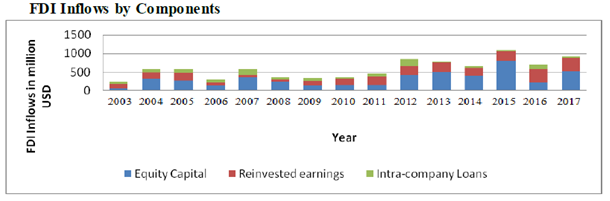 FDI Inflows by Components
FDI Inflows in million
USD
1500
1000
500
0
2003 2004 2005 2006 2007 2008 2009 2010 2011 2012 2013 2014 2015 2016 2017
Year
Equity Capital Reinvested earnings Intra-company Loans